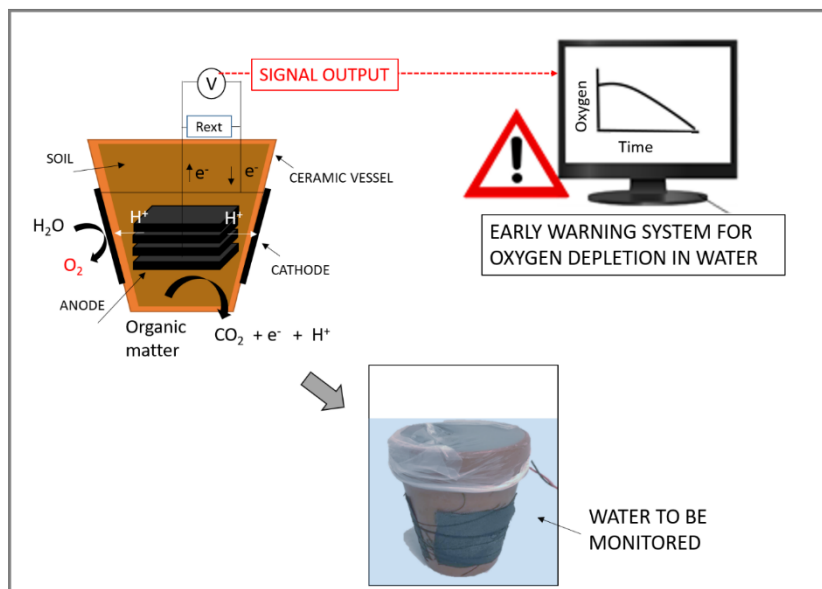 V
SIGNAL OUTPUT
Rext
SOIL
e⁻
e⁻
CERAMIC VESSEL
H⁺
H⁺
H₂O
O₂
CATHODE
ANODE
Organic
matter
CO₂ + e⁻ + H⁺
Oxygen
Time
EARLY WARNING SYSTEM FOR
OXYGEN DEPLETION IN WATER
WATER TO BE
MONITORED